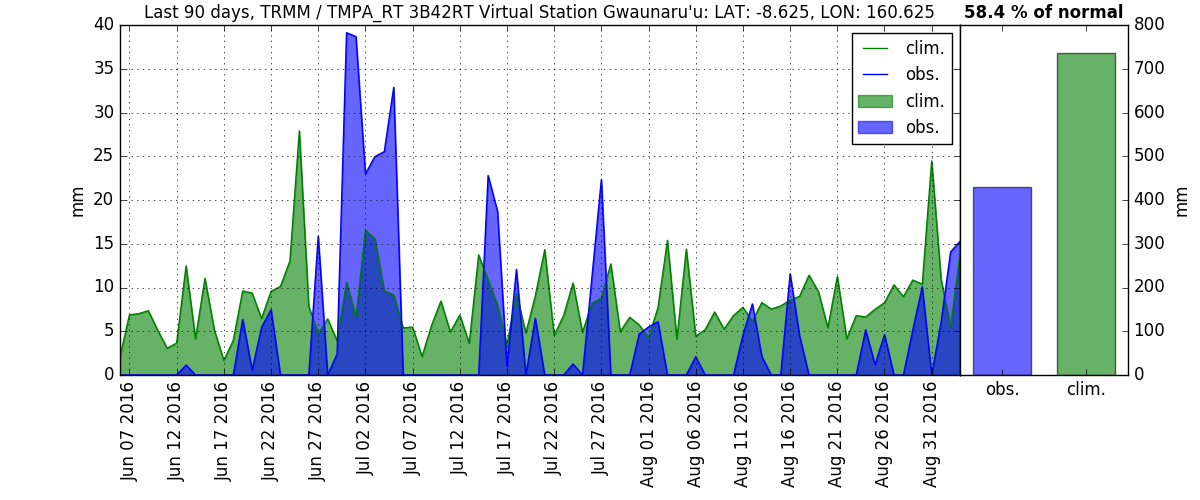 Last 90 days, TRMM / TMPA_RT 3B42RT Virtual Station Gwaunaru'u: LAT: -8.625, LON: 160.625
58.4 % of normal
40
35
30
25
20
15
10
5
0
mm
clim.
obs.
clim.
obs.
800
700
600
500
400
300
200
100
0
mm
obs.
clim.
Jun 07 2016
Jun 12 2016
Jun 17 2016
Jun 22 2016
Jun 27 2016
Jul 02 2016
Jul 07 2016
Jul 12 2016
Jul 17 2016
Jul 22 2016
Jul 27 2016
Aug 01 2016
Aug 06 2016
Aug 11 2016
Aug 16 2016
Aug 21 2016
Aug 26 2016
Aug 31 2016